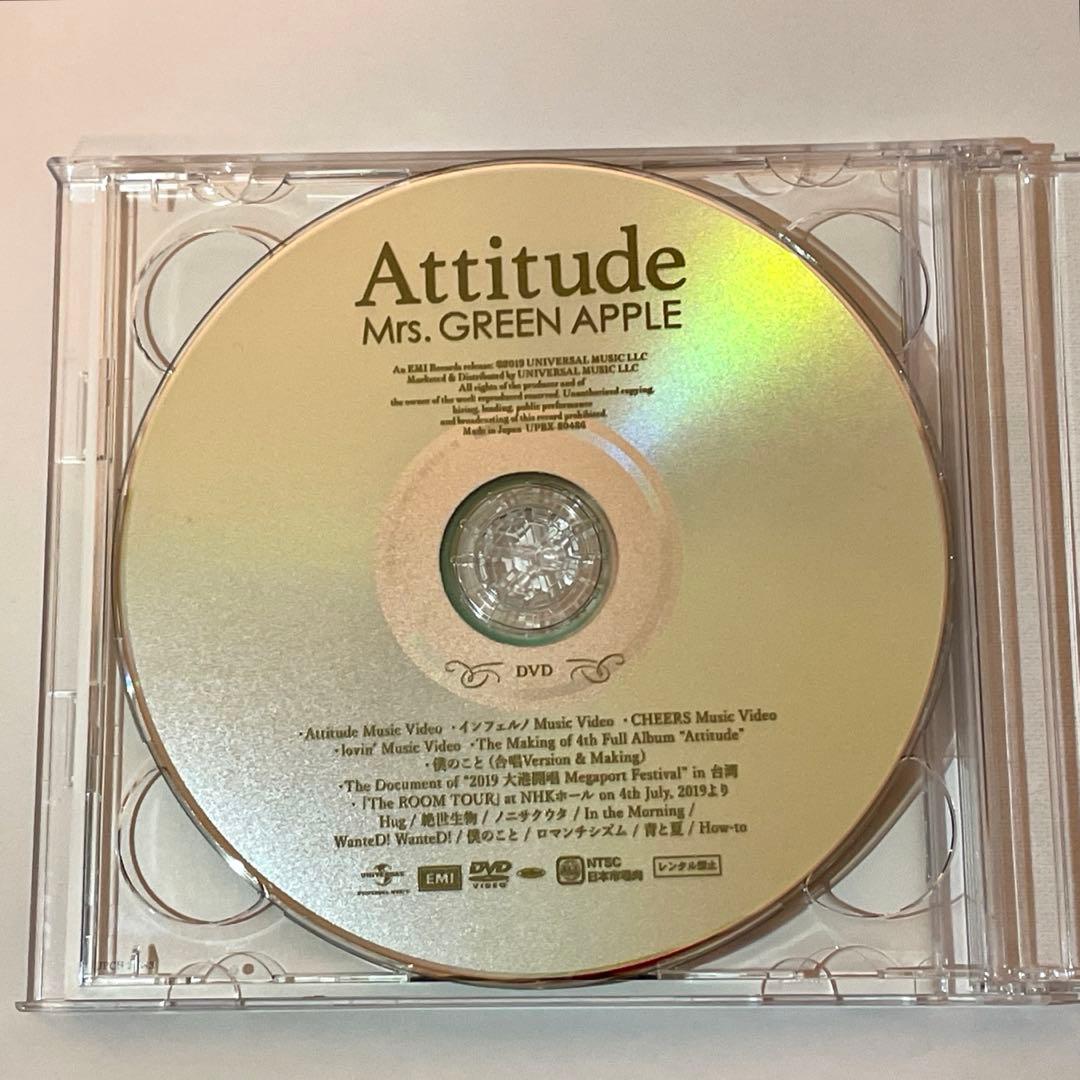 Attitude
Mrs. GREEN APPLE
An EMI Records release: ℗©2019 UNIVERSAL MUSIC LLC
Marketed & Distributed by UNIVERSAL MUSIC LLC
All rights of the producer and of
the owner of the work reproduced reserved. Unauthorized copying,
hiring, lending, public performance
and broadcasting of this record prohibited.
Made in Japan UPBX-80486
DVD
・Attitude Music Video ・インフェルノ Music Video ・CHEERS Music Video
・lovin' Music Video ・The Making of 4th Full Album "Attitude"
・僕のこと (合唱Version & Making)
・The Document of "2019 大港開唱 Megaport Festival" in 台湾
・「The ROOM TOUR」 at NHKホール on 4th July, 2019より
Hug / 絶世生物 / ノニサクウタ / In the Morning /
WanteD! WanteD! / 僕のこと / ロマンチシズム / 青と夏 / How-to
UNIVERSAL
UNIVERSAL MUSIC
EMI
DVD
VIDEO
NTSC
日本市場向
レンタル禁止